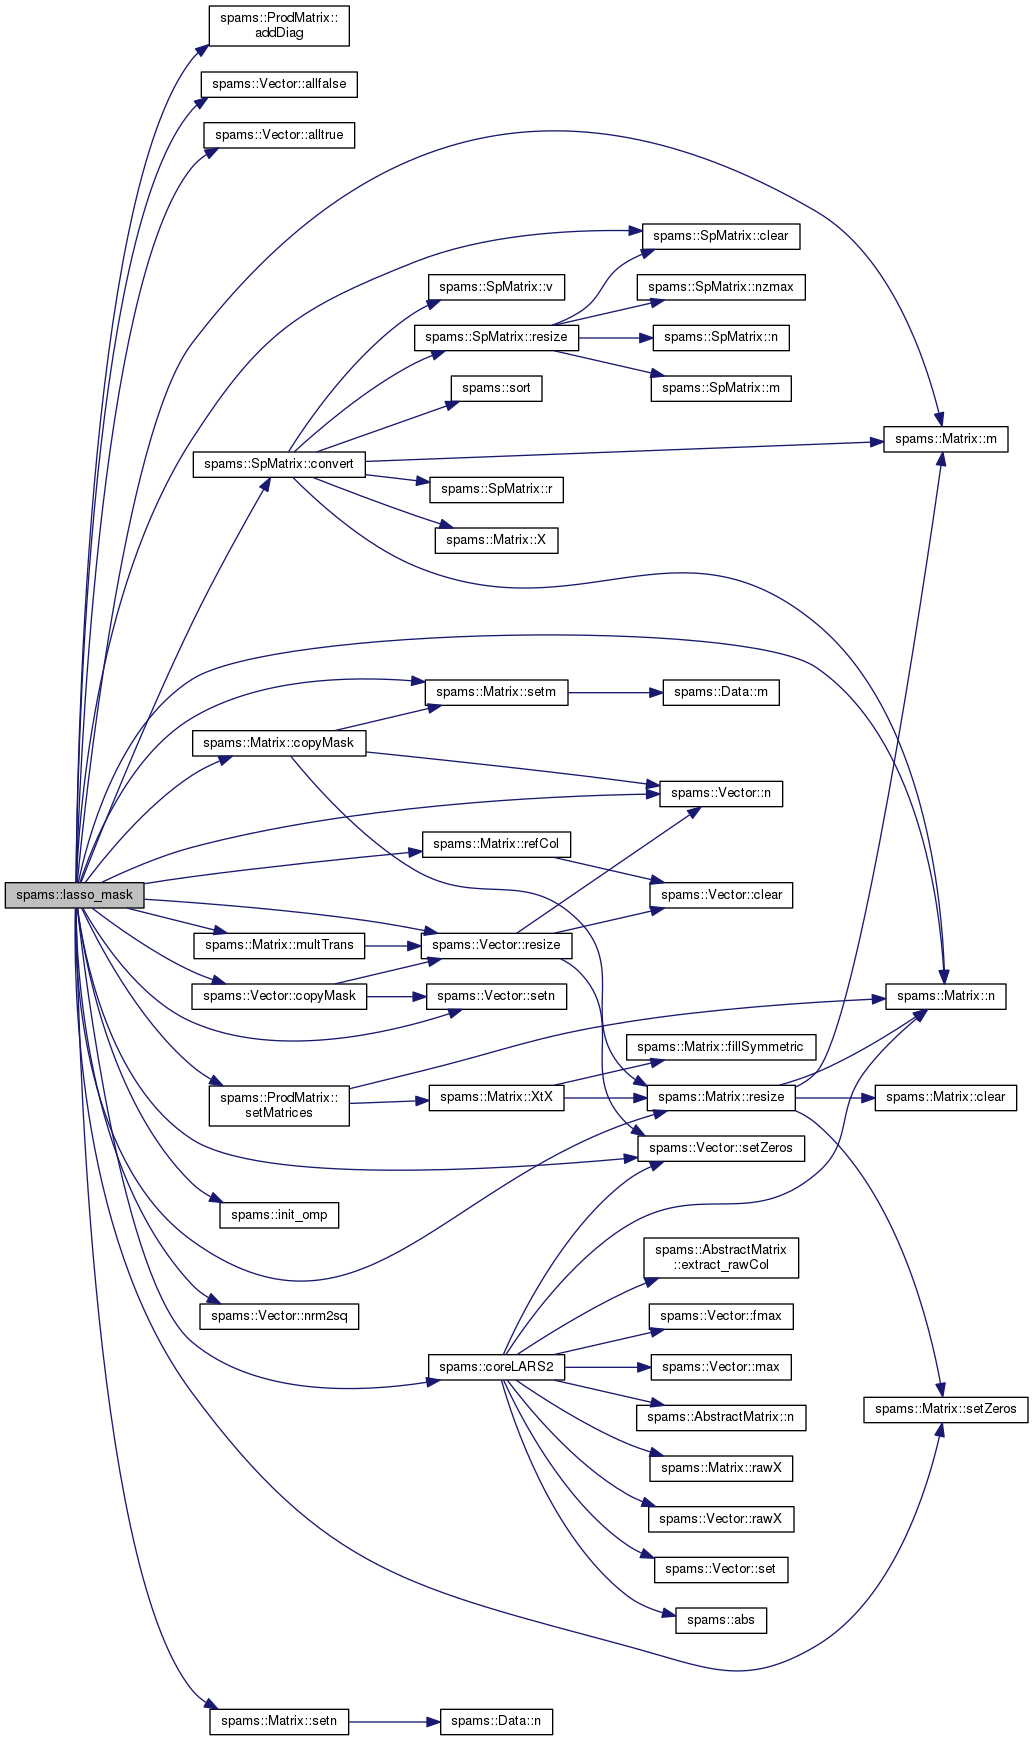 spams::ProdMatrix::
addDiag
spams::Vector::allfalse
spams::Vector::alltrue
spams::SpMatrix::clear
spams::SpMatrix::v
spams::SpMatrix::nzmax
spams::SpMatrix::resize
spams::SpMatrix::n
spams::sort
spams::SpMatrix::m
spams::Matrix::m
spams::SpMatrix::convert
spams::SpMatrix::r
spams::Matrix::X
spams::Matrix::setm
spams::Data::m
spams::Matrix::copyMask
spams::Vector::n
spams::Matrix::refCol
spams::lasso_mask
spams::Vector::clear
spams::Matrix::multTrans
spams::Vector::resize
spams::Vector::copyMask
spams::Vector::setn
spams::Matrix::n
spams::Matrix::fillSymmetric
spams::ProdMatrix::
setMatrices
spams::Matrix::XtX
spams::Matrix::resize
spams::Matrix::clear
spams::Vector::setZeros
spams::init_omp
spams::AbstractMatrix
::extract_rawCol
spams::Vector::nrm2sq
spams::Vector::fmax
spams::coreLARS2
spams::Vector::max
spams::AbstractMatrix::n
spams::Matrix::setZeros
spams::Matrix::rawX
spams::Vector::rawX
spams::Vector::set
spams::abs
spams::Matrix::setn
spams::Data::n